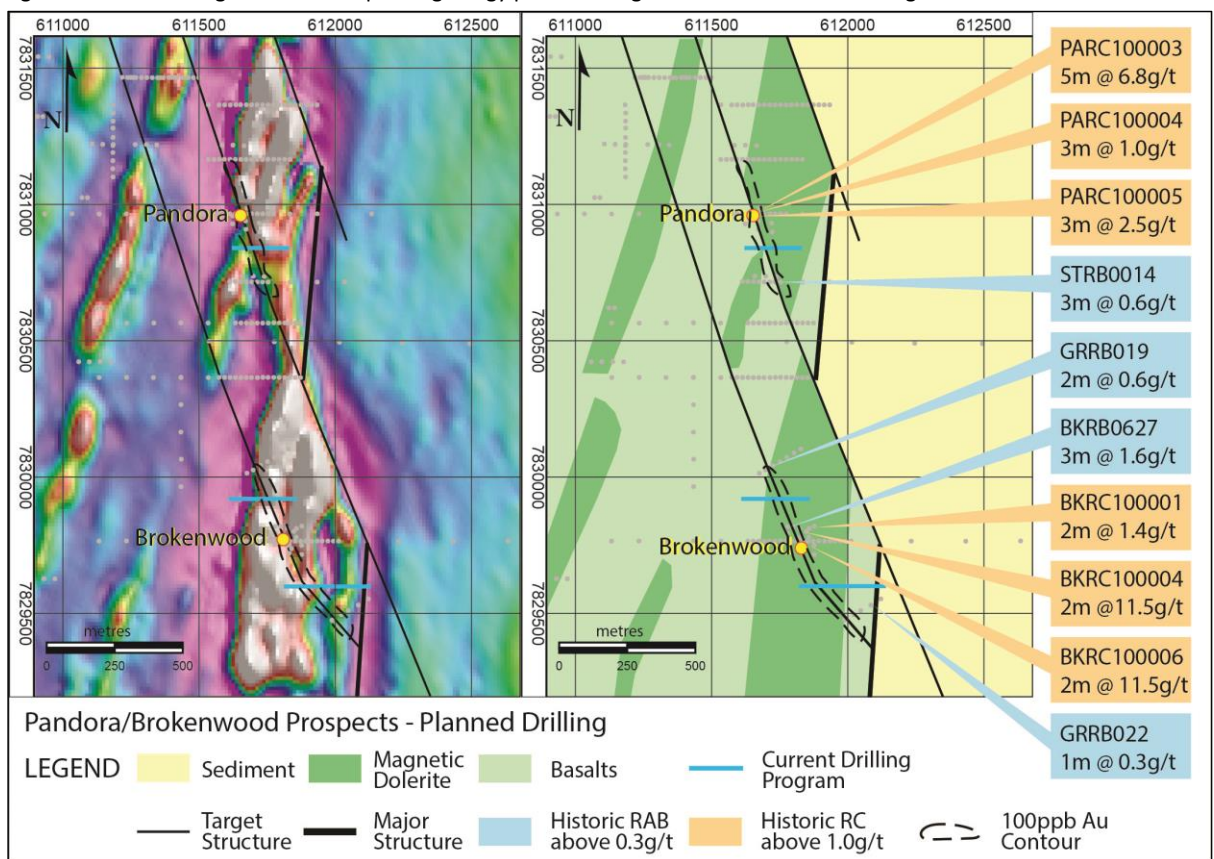 611000 611500 612000 612500 611000 611500 612000 612500
7831500
7831000
7830500
7830000
7829500
N
Pandora
Brokenwood
metres
0 250 500
7831500
7831000
7830500
7830000
7829500
N
Pandora
Brokenwood
metres
0 250 500
PARC100003
5m @ 6.8g/t
PARC100004
3m @ 1.0g/t
PARC100005
3m @ 2.5g/t
STRB0014
3m @ 0.6g/t
GRRB019
2m @ 0.6g/t
BKRB0627
3m @ 1.6g/t
BKRC100001
2m @ 1.4g/t
BKRC100004
2m @11.5g/t
BKRC100006
2m @ 11.5g/t
GRRB022
1m @ 0.3g/t
Pandora/Brokenwood Prospects - Planned Drilling
LEGEND
Sediment
Magnetic
Dolerite
Basalts
Current Drilling
Program
Target
Structure
Major
Structure
Historic RAB
above 0.3g/t
Historic RC
above 1.0g/t
100ppb Au
Contour